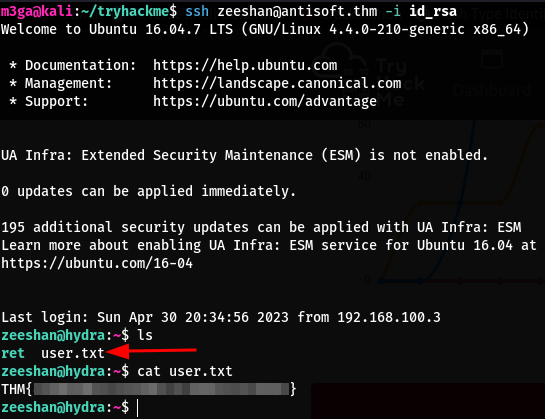 m3ga@kali:~/tryhackme$ ssh zeeshan@antisoft.thm -i id_rsa
Welcome to Ubuntu 16.04.7 LTS (GNU/Linux 4.4.0-210-generic x86_64)
* Documentation:  https://help.ubuntu.com
* Management:     https://landscape.canonical.com
* Support:        https://ubuntu.com/advantage
UA Infra: Extended Security Maintenance (ESM) is not enabled.
0 updates can be applied immediately.
195 additional security updates can be applied with UA Infra: ESM
Learn more about enabling UA Infra: ESM service for Ubuntu 16.04 at
https://ubuntu.com/16-04
Last login: Sun Apr 30 20:34:56 2023 from 192.168.100.3
zeeshan@hydra:~$ ls
ret  user.txt
zeeshan@hydra:~$ cat user.txt
THM{ }
zeeshan@hydra:~$